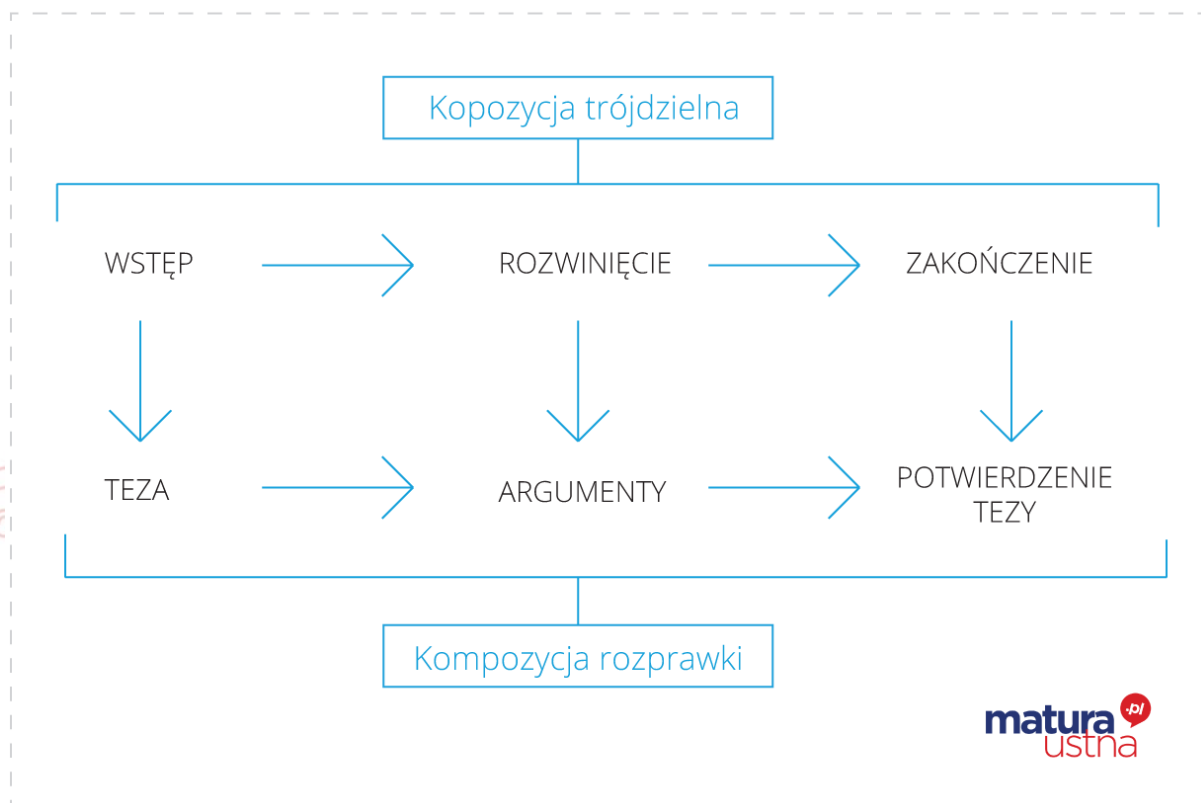 Kopozycja trójdzielna
WSTĘP
ROZWINIĘCIE
ZAKOŃCZENIE
TEZA
ARGUMENTY
POTWIERDZENIE
TEZY
Kompozycja rozprawki
matura .pl
ustna